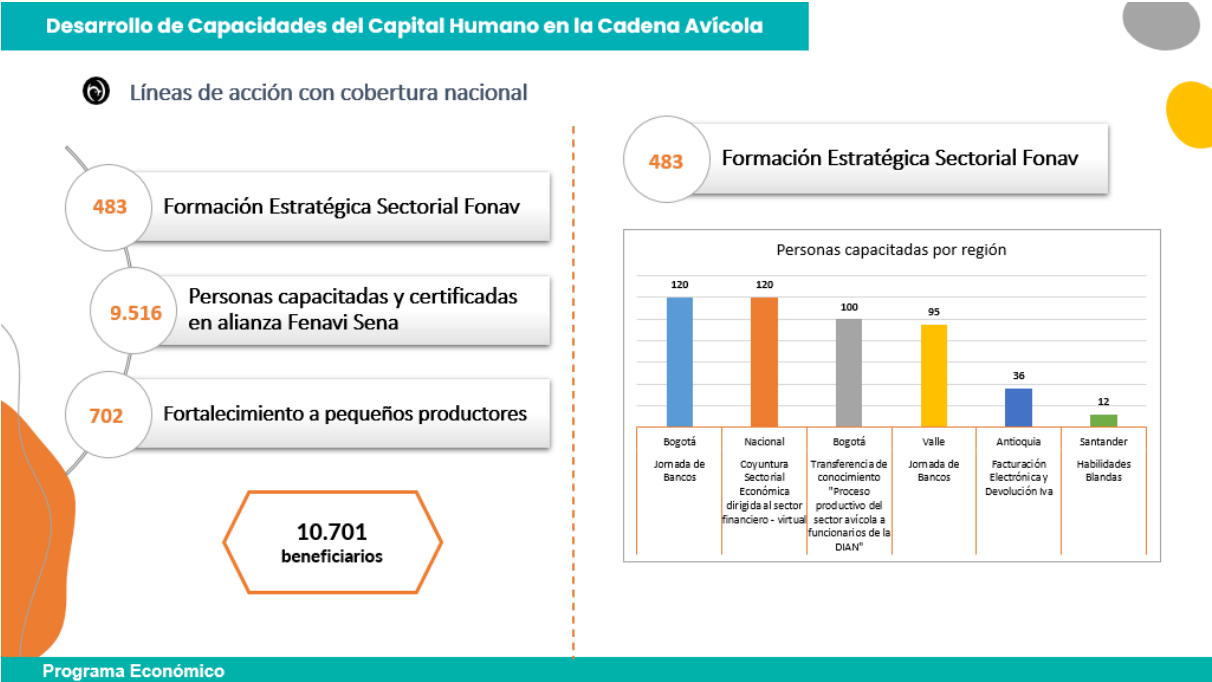 Desarrollo de Capacidades del Capital Humano en la Cadena Avícola
Líneas de acción con cobertura nacional
483
Formación Estratégica Sectorial Fonav
9.516
Personas capacitadas y certificadas
en alianza Fenavi Sena
702
Fortalecimiento a pequeños productores
10.701
beneficiarios
483
Formación Estratégica Sectorial Fonav
Personas capacitadas por región
120
120
100
95
36
12
Bogotá
Jornada de
Bancos
Nacional
Coyuntura
Sectorial
Económica
dirigida al sector
financiero - virtual
Bogotá
Transferencia de
conocimiento
"Proceso
productivo del
sector avícola a
funcionarios de la
DIAN"
Valle
Jornada de
Bancos
Antioquia
Facturación
Electrónica y
Devolución Iva
Santander
Habilidades
Blandas
Programa Económico